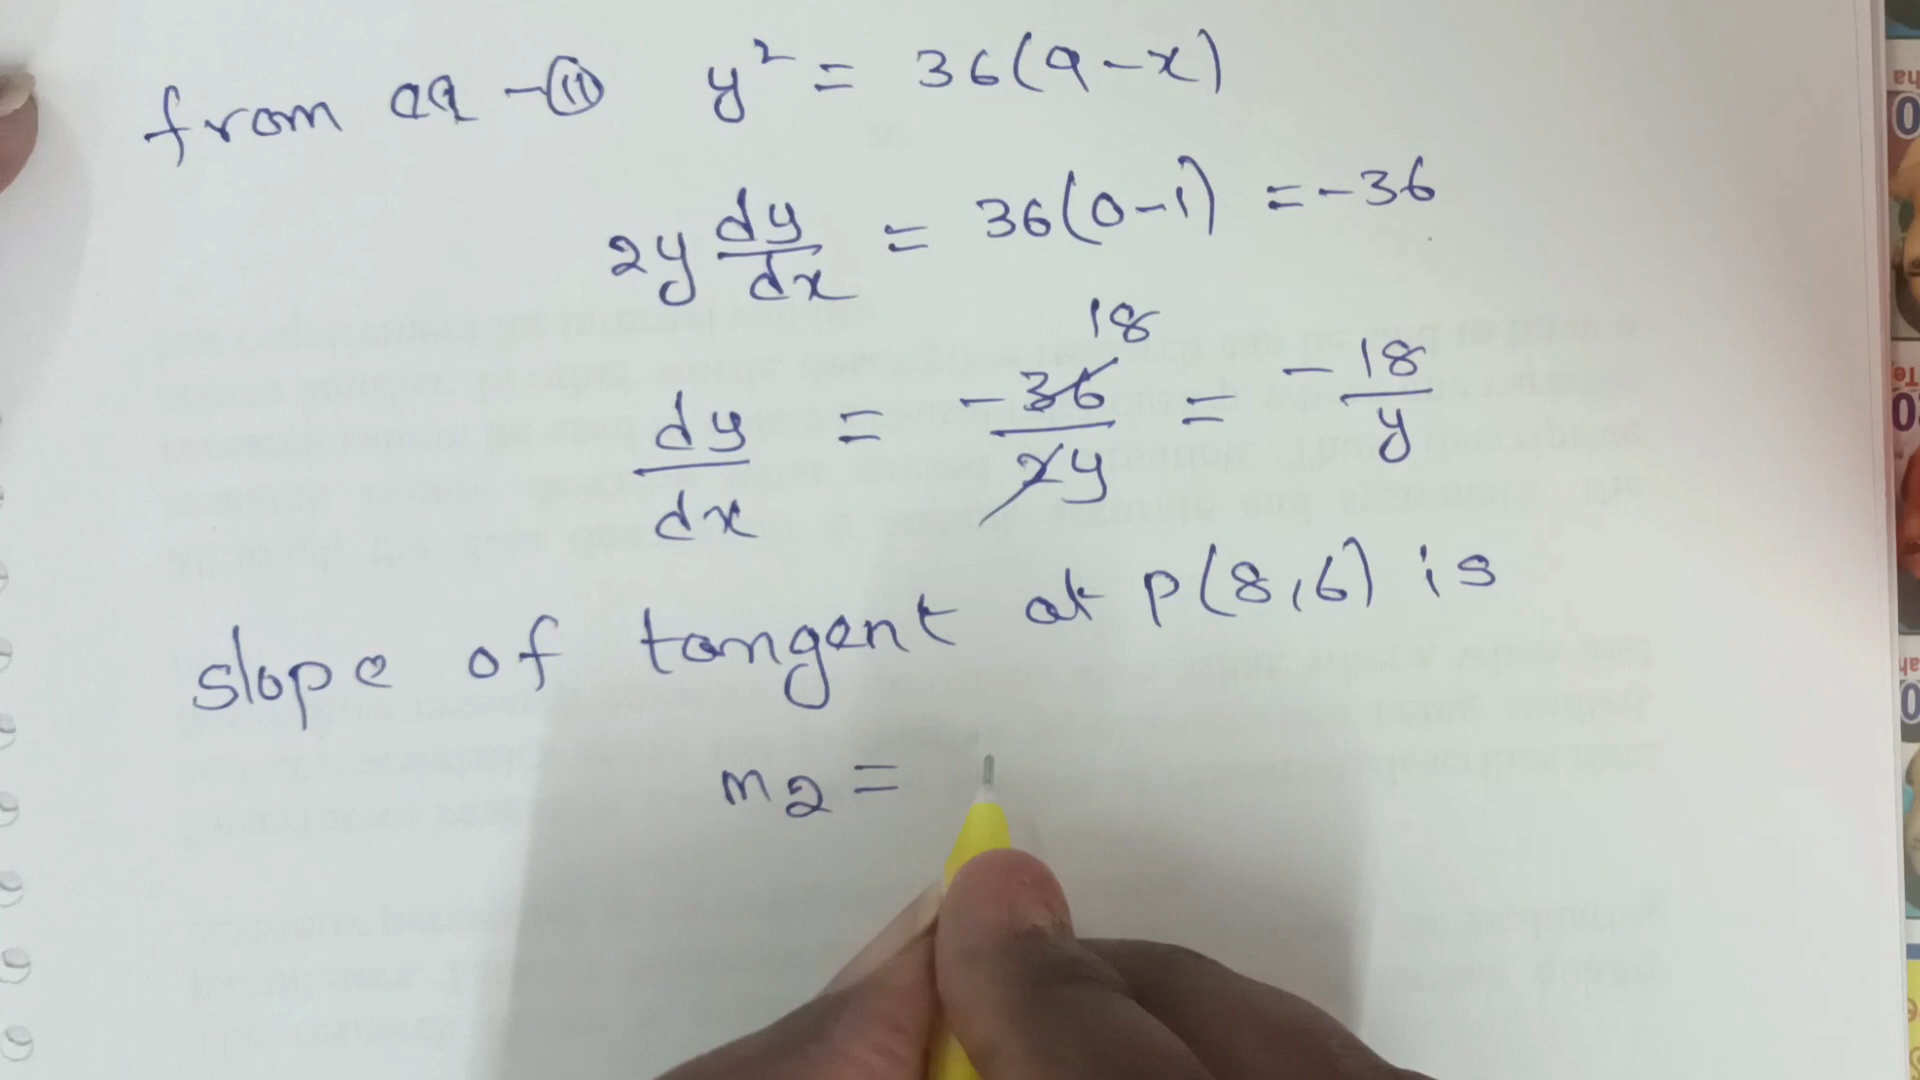 from eq - (ii) y² = 36(9-x)
2y dy/dx = 36(0-1) = -36
18
dy/dx = -36/2y = -18/y
slope of tangent at P(8,6) is
m₂ =